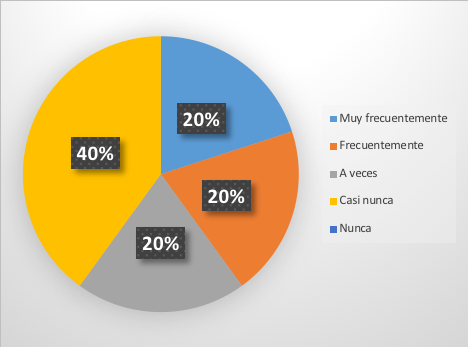 20%
20%
20%
40%
Muy frecuentemente
Frecuentemente
A veces
Casi nunca
Nunca